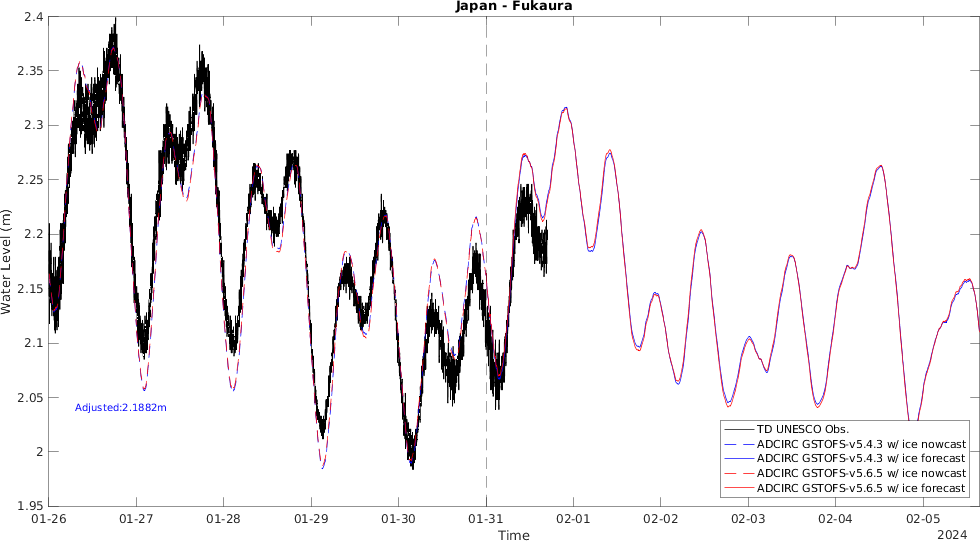 Japan - Fukaura
2.4
2.35
2.3
2.25
2.2
2.15
2.1
2.05
2
1.95
Water Level (m)
Adjusted:2.1882m
TD UNESCO Obs.
ADCIRC GSTOFS-v5.4.3 w/ ice nowcast
ADCIRC GSTOFS-v5.4.3 w/ ice forecast
ADCIRC GSTOFS-v5.6.5 w/ ice nowcast
ADCIRC GSTOFS-v5.6.5 w/ ice forecast
01-26 01-27 01-28 01-29 01-30 01-31 02-01 02-02 02-03 02-04 02-05
Time
2024